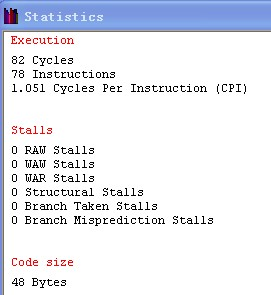 Statistics
Execution
82 Cycles
78 Instructions
1.051 Cycles Per Instruction (CPI)
Stalls
0 RAW Stalls
0 WAW Stalls
0 WAR Stalls
0 Structural Stalls
0 Branch Taken Stalls
0 Branch Misprediction Stalls
Code size
48 Bytes